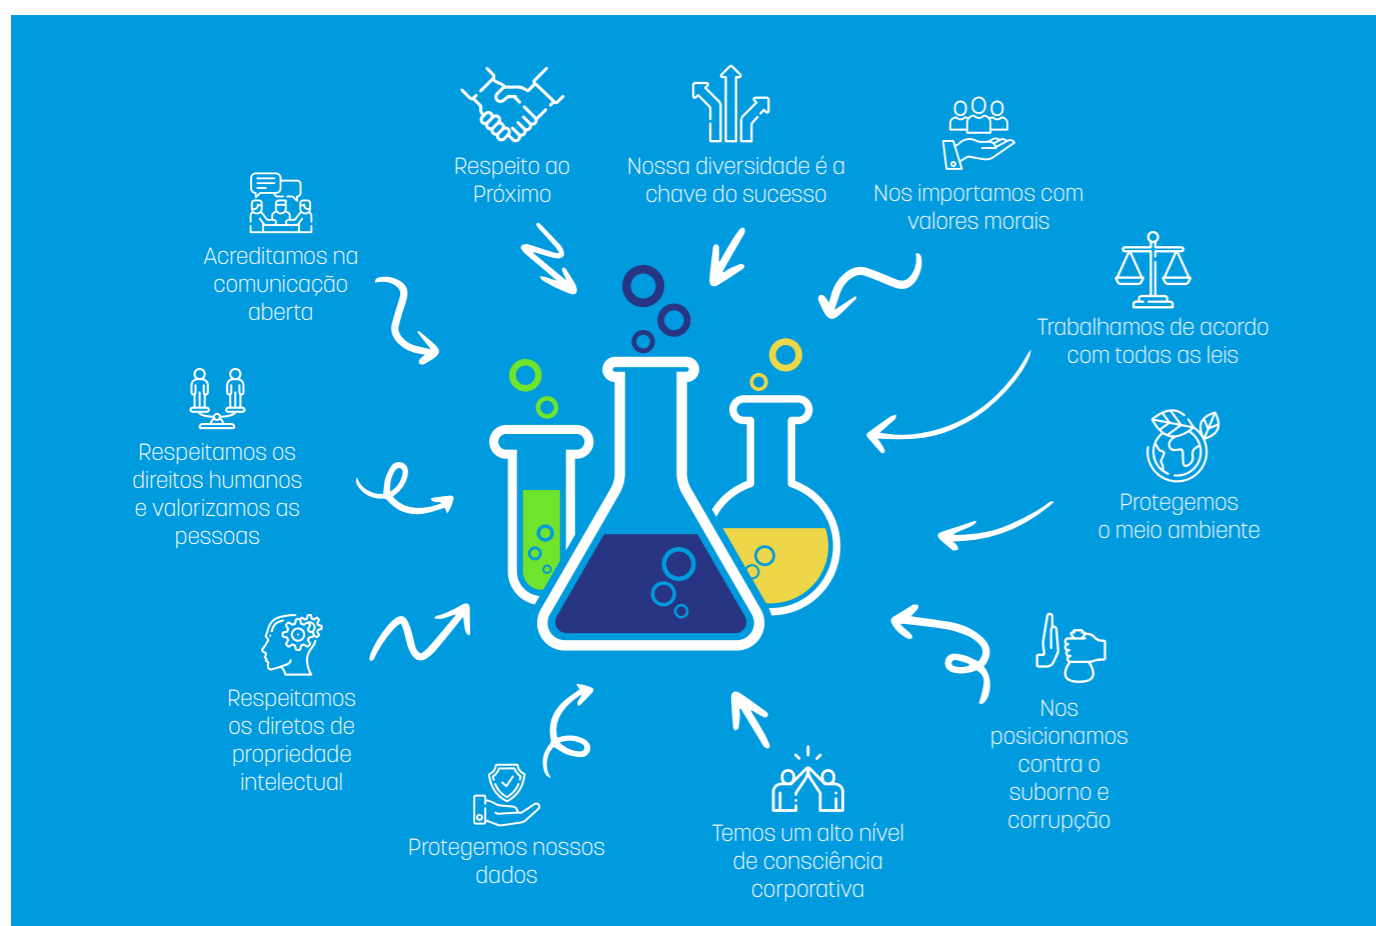 Respeito ao
Próximo
Nossa diversidade é a
chave do sucesso
Nos importamos com
valores morais
Acreditamos na
comunicação
aberta
Trabalhamos de acordo
com todas as leis
Respeitamos os
direitos humanos
e valorizamos as
pessoas
Protegemos
o meio ambiente
Respeitamos
os diretos de
propriedade
intelectual
Nos
posicionamos
contra o
suborno e
corrupção
Protegemos nossos
dados
Temos um alto nível
de consciência
corporativa